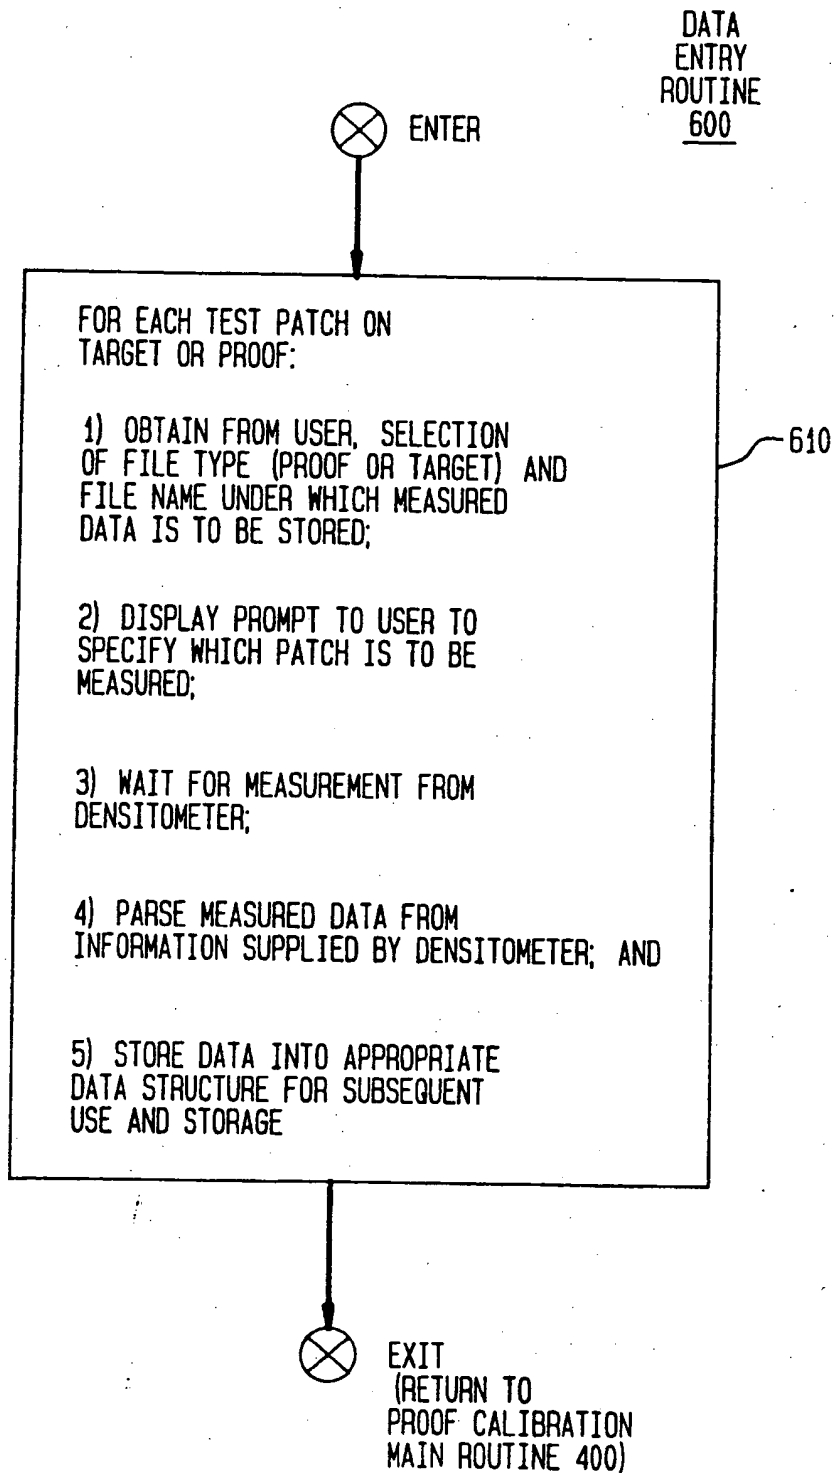 DATA
ENTRY
ROUTINE
600
ENTER
FOR EACH TEST PATCH ON
TARGET OR PROOF:
1) OBTAIN FROM USER, SELECTION
OF FILE TYPE (PROOF OR TARGET) AND
FILE NAME UNDER WHICH MEASURED
DATA IS TO BE STORED;
610
2) DISPLAY PROMPT TO USER TO
SPECIFY WHICH PATCH IS TO BE
MEASURED;
3) WAIT FOR MEASUREMENT FROM
DENSITOMETER;
4) PARSE MEASURED DATA FROM
INFORMATION SUPPLIED BY DENSITOMETER; AND
5) STORE DATA INTO APPROPRIATE
DATA STRUCTURE FOR SUBSEQUENT
USE AND STORAGE
EXIT
(RETURN TO
PROOF CALIBRATION
MAIN ROUTINE 400)